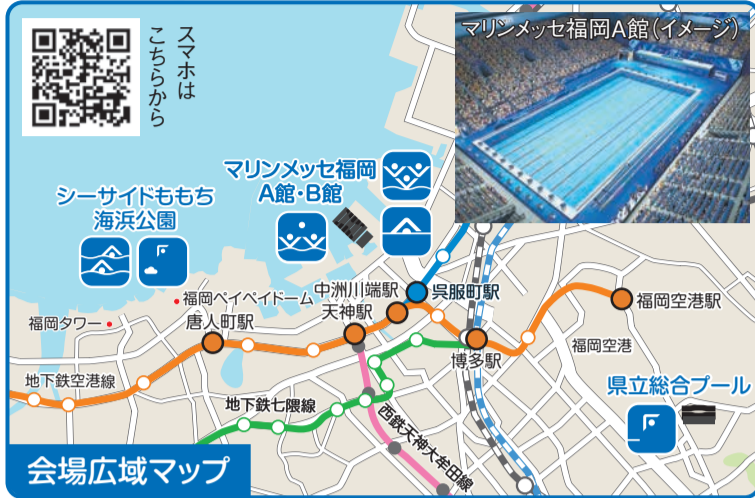 スマホは
こちらから
マリンメッセ福岡A館(イメージ)
マリンメッセ福岡
A館・B館
シーサイドももち
海浜公園
中洲川端駅
呉服町駅
天神駅
福岡ペイペイドーム
福岡タワー
唐人町駅
福岡空港駅
福岡空港
博多駅
地下鉄空港線
地下鉄七隈線
西鉄天神大牟田線
県立総合プール
会場広域マップ